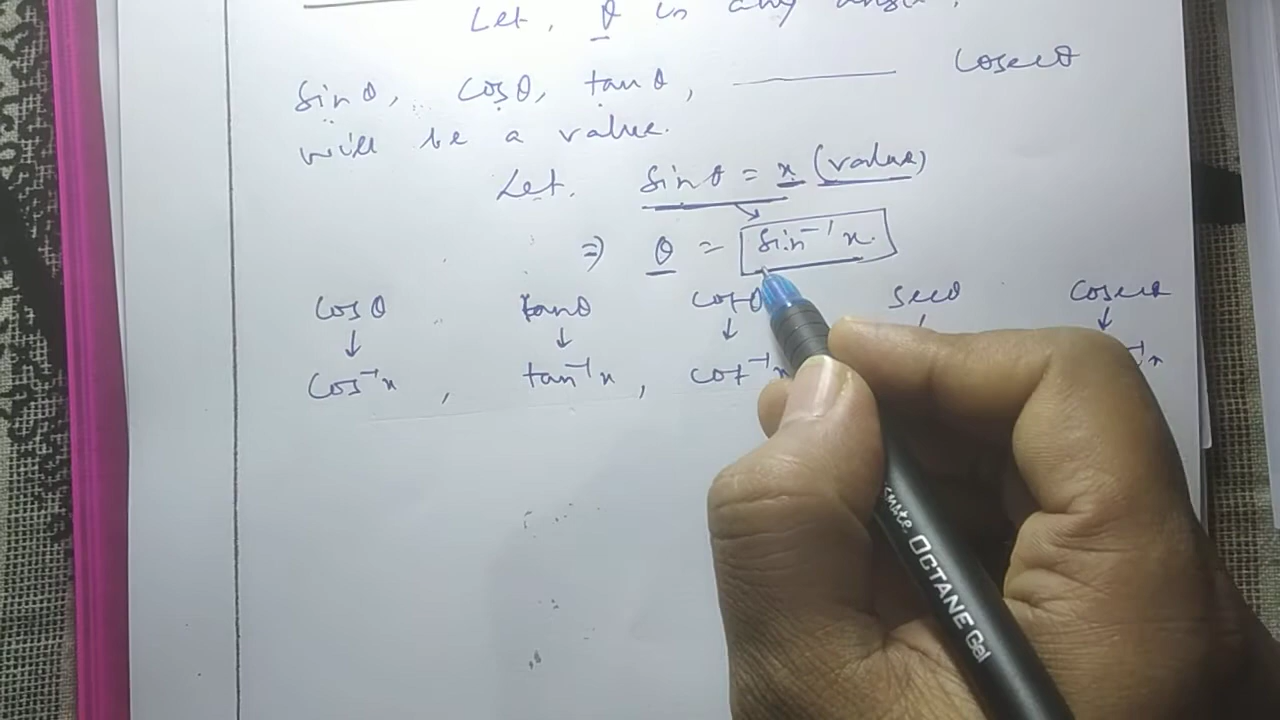 Let, θ is any angle.
sinθ, cosθ, tanθ, ——— cosecθ
will be a value.
Let, sinθ = x (value)
⇒ θ = sin⁻¹x.
cosθ tanθ cotθ secθ cosecθ
↓ ↓ ↓ ↓
cos⁻¹x, tan⁻¹x, cot⁻¹x ⁻¹x
OCTANE Gel